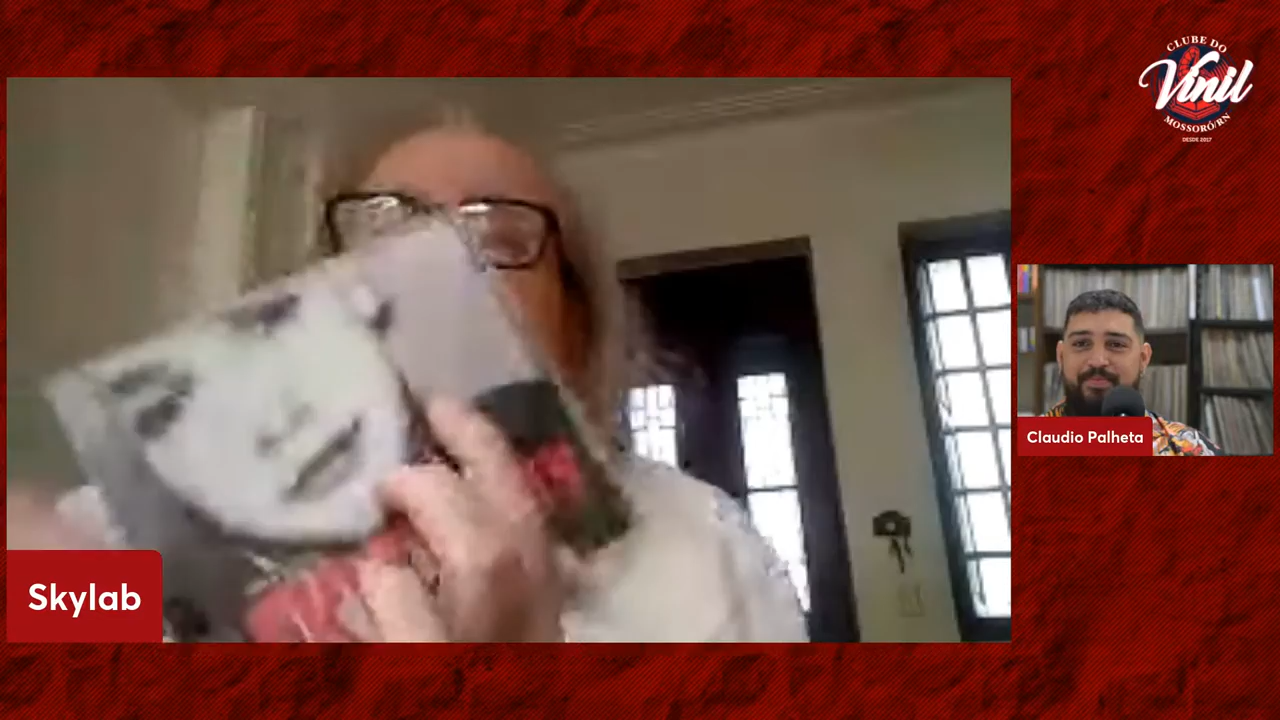 CLUBE DO
Vinil
MOSSORÓ/RN
DESDE 2017
Claudio Palheta
Skylab